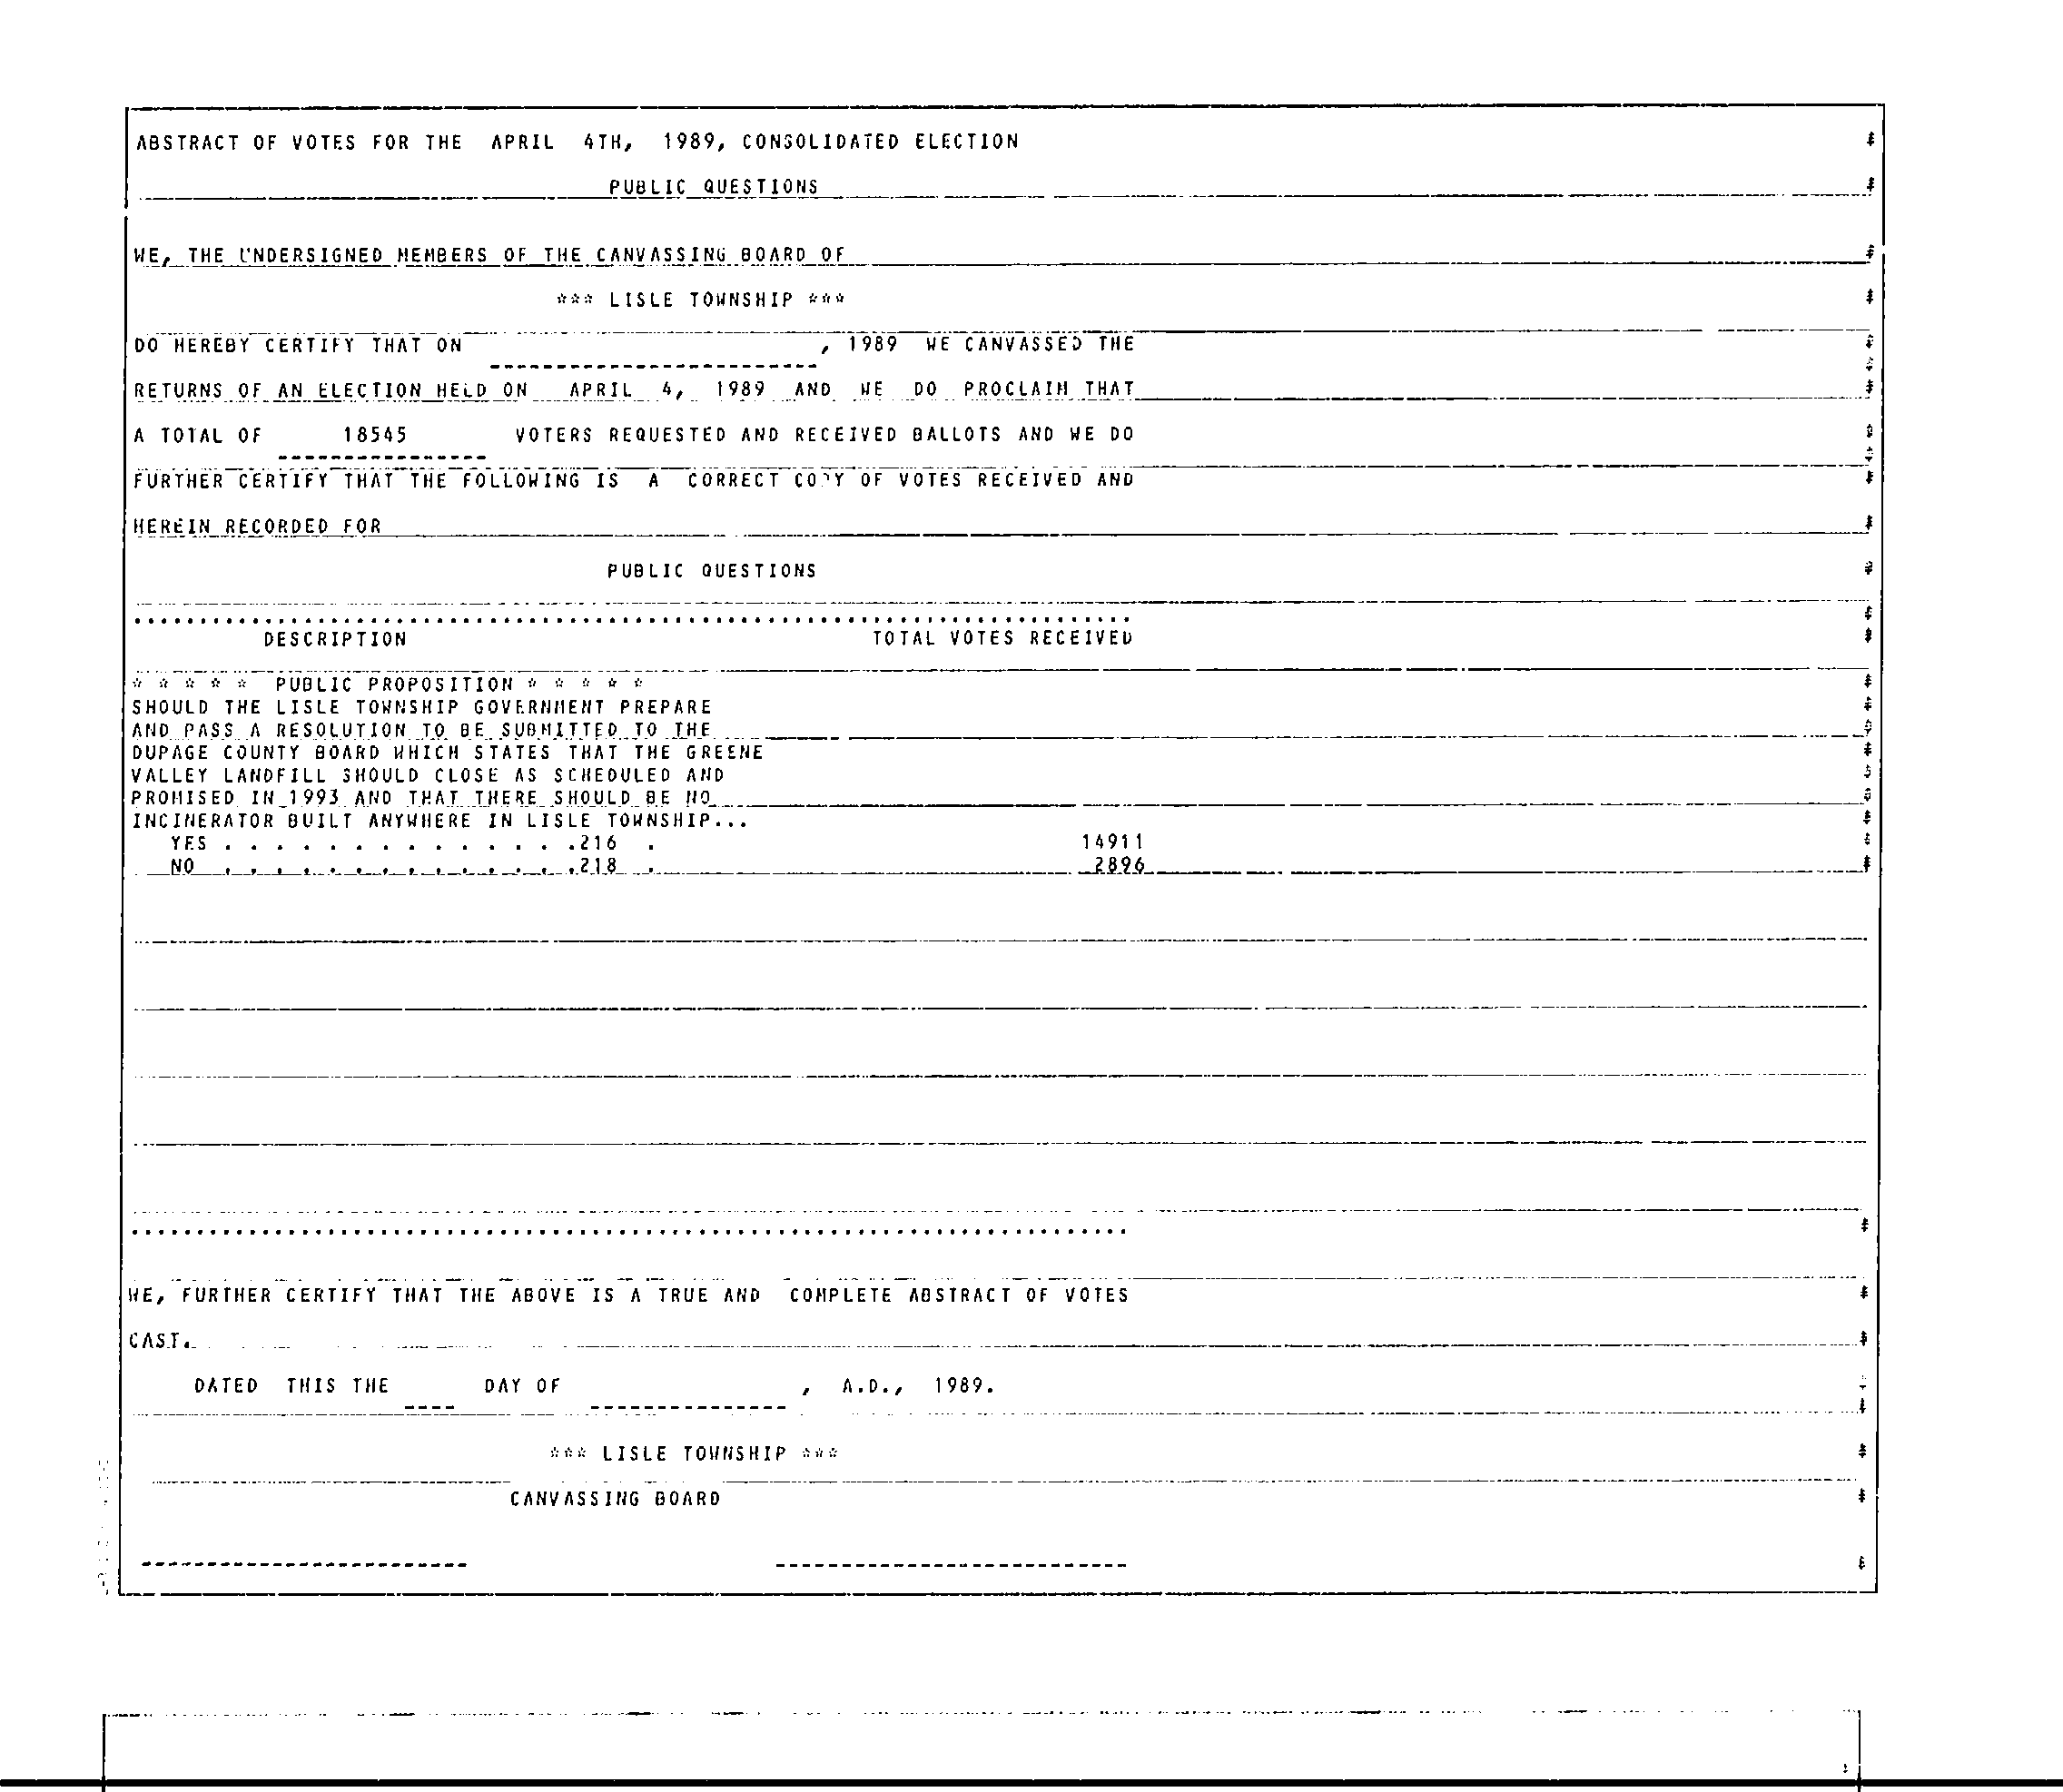 ABSTRACT OF VOTES FOR THE APRIL 4TH, 1989, CONSOLIDATED ELECTION
PUBLIC QUESTIONS
WE, THE UNDERSIGNED MEMBERS OF THE CANVASSING BOARD OF
*** LISLE TOWNSHIP ***
DO HEREBY CERTIFY THAT ON , 1989 WE CANVASSED THE
RETURNS OF AN ELECTION HELD ON APRIL 4, 1989 AND WE DO PROCLAIM THAT
A TOTAL OF 18545 VOTERS REQUESTED AND RECEIVED BALLOTS AND WE DO
FURTHER CERTIFY THAT THE FOLLOWING IS A CORRECT COPY OF VOTES RECEIVED AND
HEREIN RECORDED FOR
PUBLIC QUESTIONS
DESCRIPTION TOTAL VOTES RECEIVED
* * * * * PUBLIC PROPOSITION * * * * *
SHOULD THE LISLE TOWNSHIP GOVERNMENT PREPARE
AND PASS A RESOLUTION TO BE SUBMITTED TO THE
DUPAGE COUNTY BOARD WHICH STATES THAT THE GREENE
VALLEY LANDFILL SHOULD CLOSE AS SCHEDULED AND
PROMISED IN 1993 AND THAT THERE SHOULD BE NO
INCINERATOR BUILT ANYWHERE IN LISLE TOWNSHIP...
YES . . . . . . . . . . . . . .216 . 14911
NO . . . . . . . . . . . . . .218 . 2896
WE, FURTHER CERTIFY THAT THE ABOVE IS A TRUE AND COMPLETE ABSTRACT OF VOTES
CAST.
DATED THIS THE ---- DAY OF -------------- , A.D., 1989.
*** LISLE TOWNSHIP ***
CANVASSING BOARD